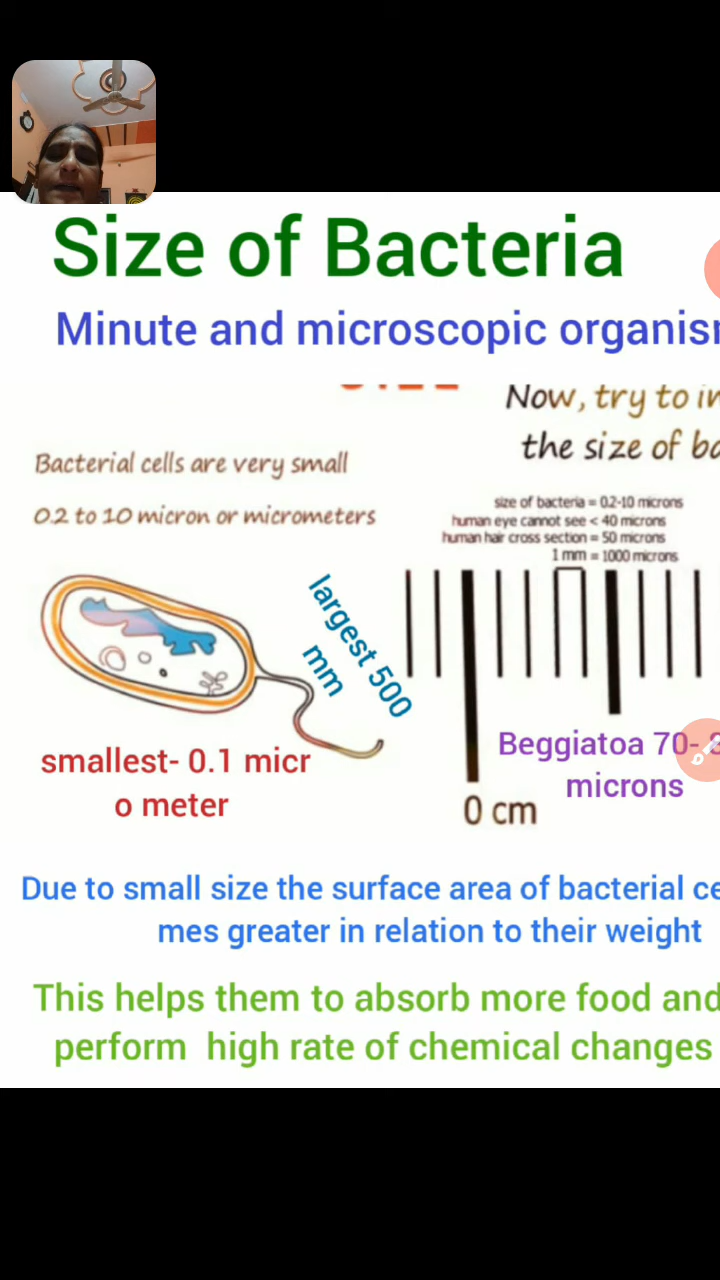 Size of Bacteria
Minute and microscopic
Now, try to
the size of
Bacterial cells are very small
0.2 to 10 micron or micrometers
size of bacteria = 0.2-10 microns
human eye cannot see < 40 microns
human hair cross section = 50 microns
1 mm = 1000 microns
largest 500
mm
smallest- 0.1 micr
o meter
Beggiatoa 70-
microns
0 cm
Due to small size the surface area of bacterial
mes greater in relation to their weight
This helps them to absorb more food and
perform high rate of chemical changes